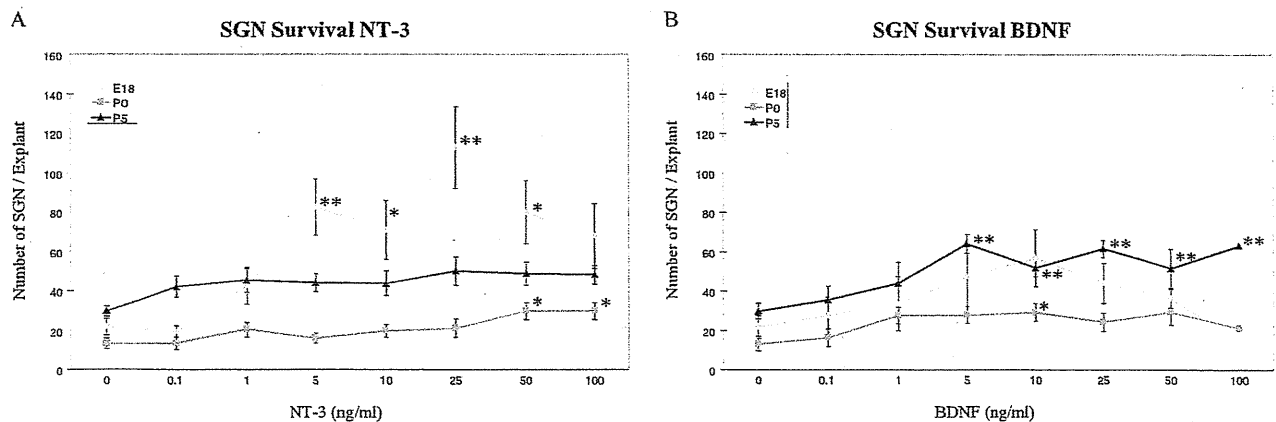 A
SGN Survival NT-3
160
140
120
100
80
60
40
20
0
Number of SGN / Explant
E18
P0
P5
**
*
**
*
*
*
0 0.1 1 5 10 25 50 100
NT-3 (ng/ml)
B
SGN Survival BDNF
160
140
120
100
80
60
40
20
0
Number of SGN / Explant
E18
P0
P5
**
**
*
**
**
**
0 0.1 1 5 10 25 50 100
BDNF (ng/ml)